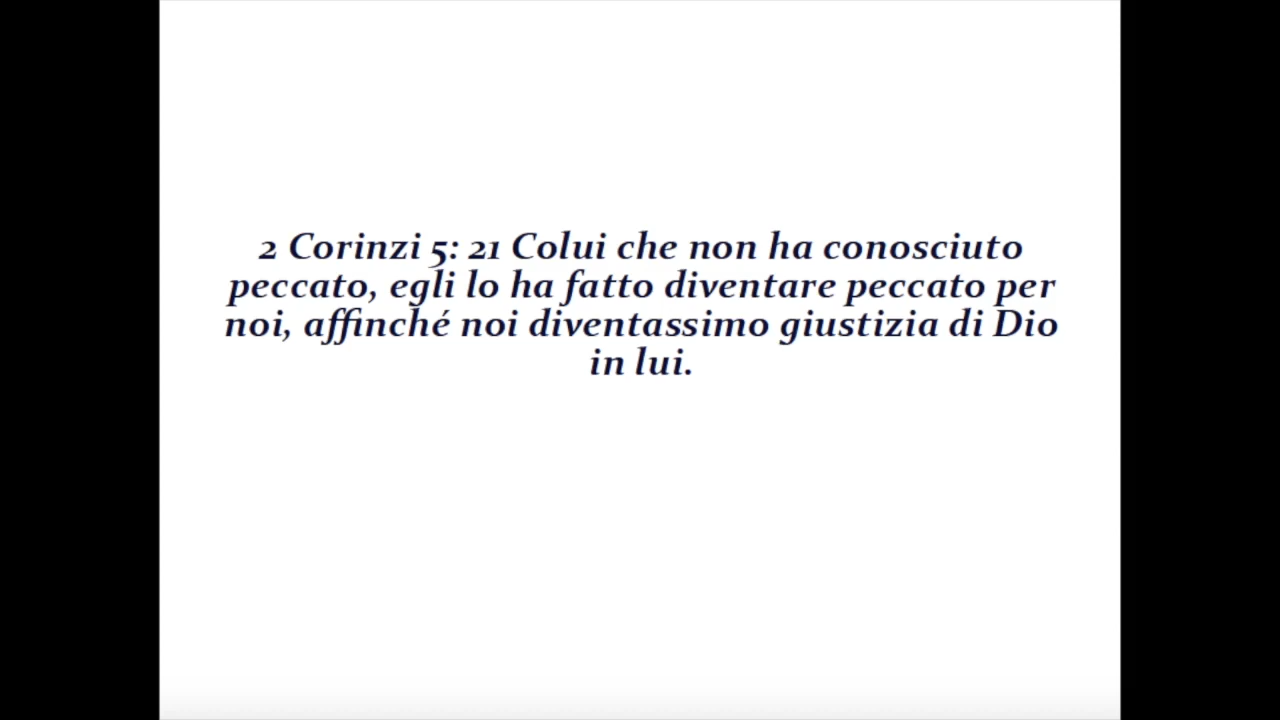 2 Corinzi 5: 21 Colui che non ha conosciuto
peccato, egli lo ha fatto diventare peccato per
noi, affinché noi diventassimo giustizia di Dio
in lui.